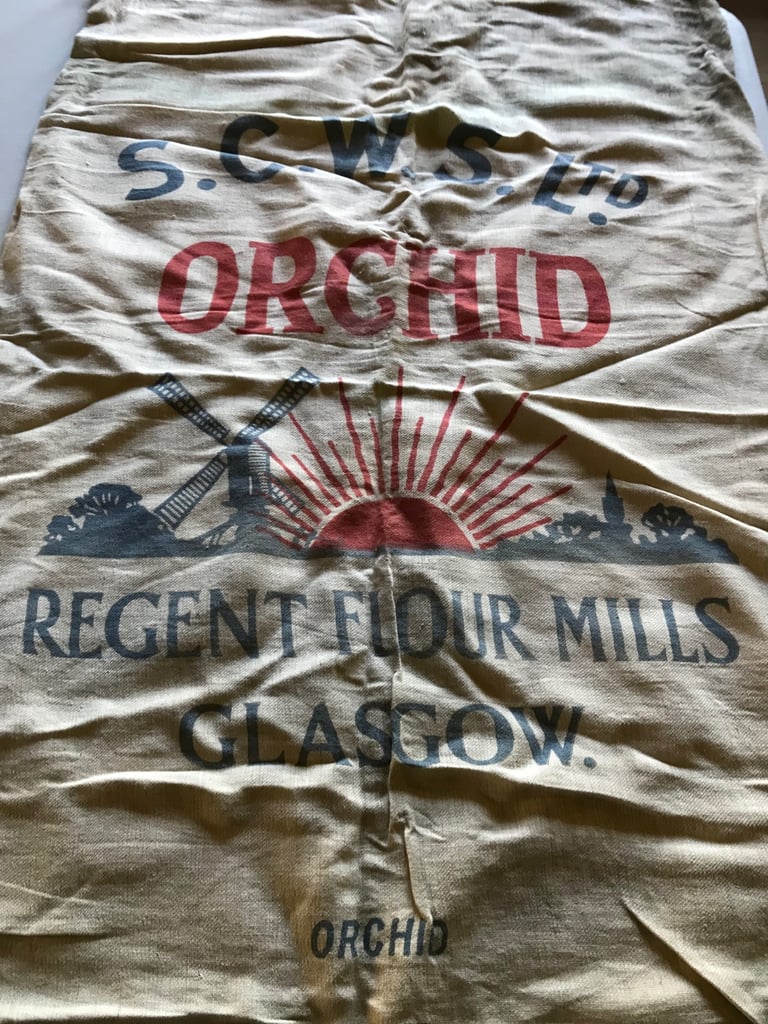 S.C.W.S. LTD.
ORCHID
REGENT FLOUR MILLS
GLASGOW.
ORCHID